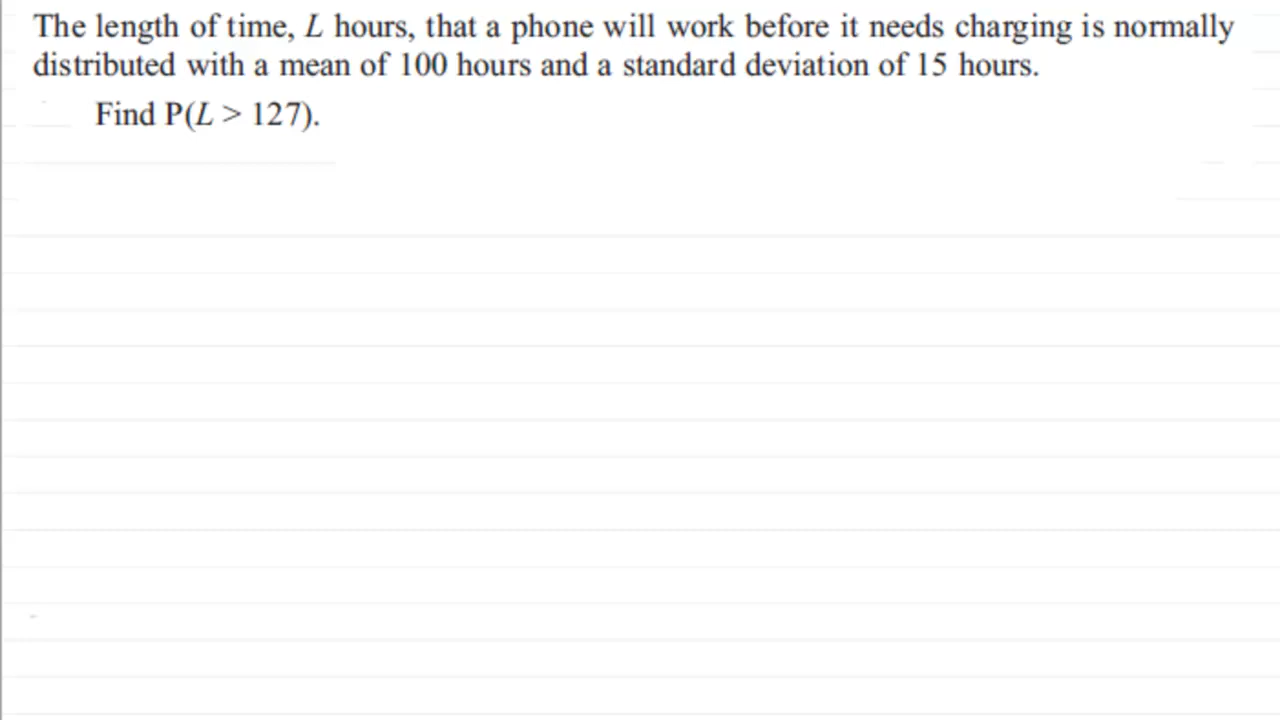 The length of time, L hours, that a phone will work before it needs charging is normally
distributed with a mean of 100 hours and a standard deviation of 15 hours.
Find P(L > 127).